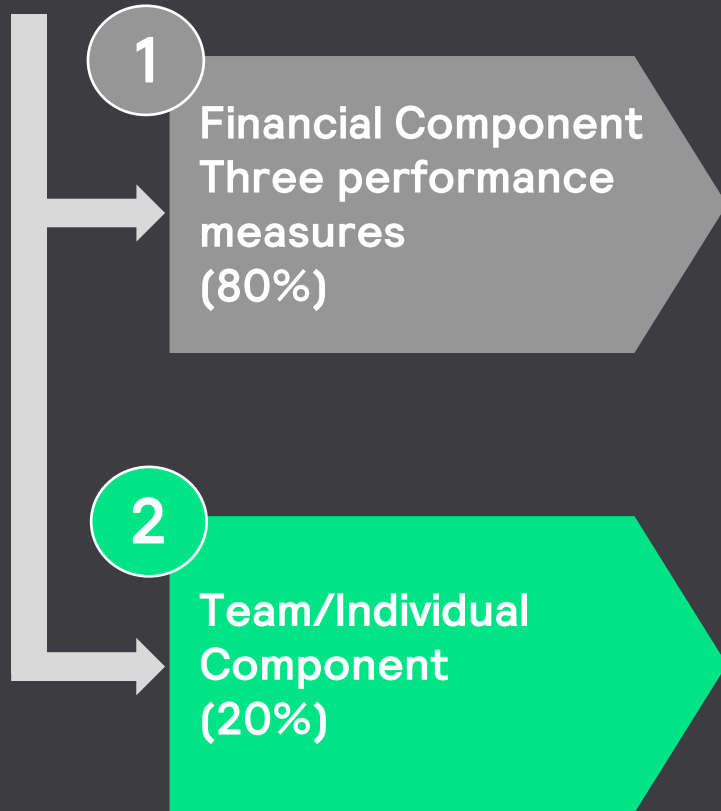 1
Financial Component
Three performance
measures
(80%)
2
Team/Individual
Component
(20%)